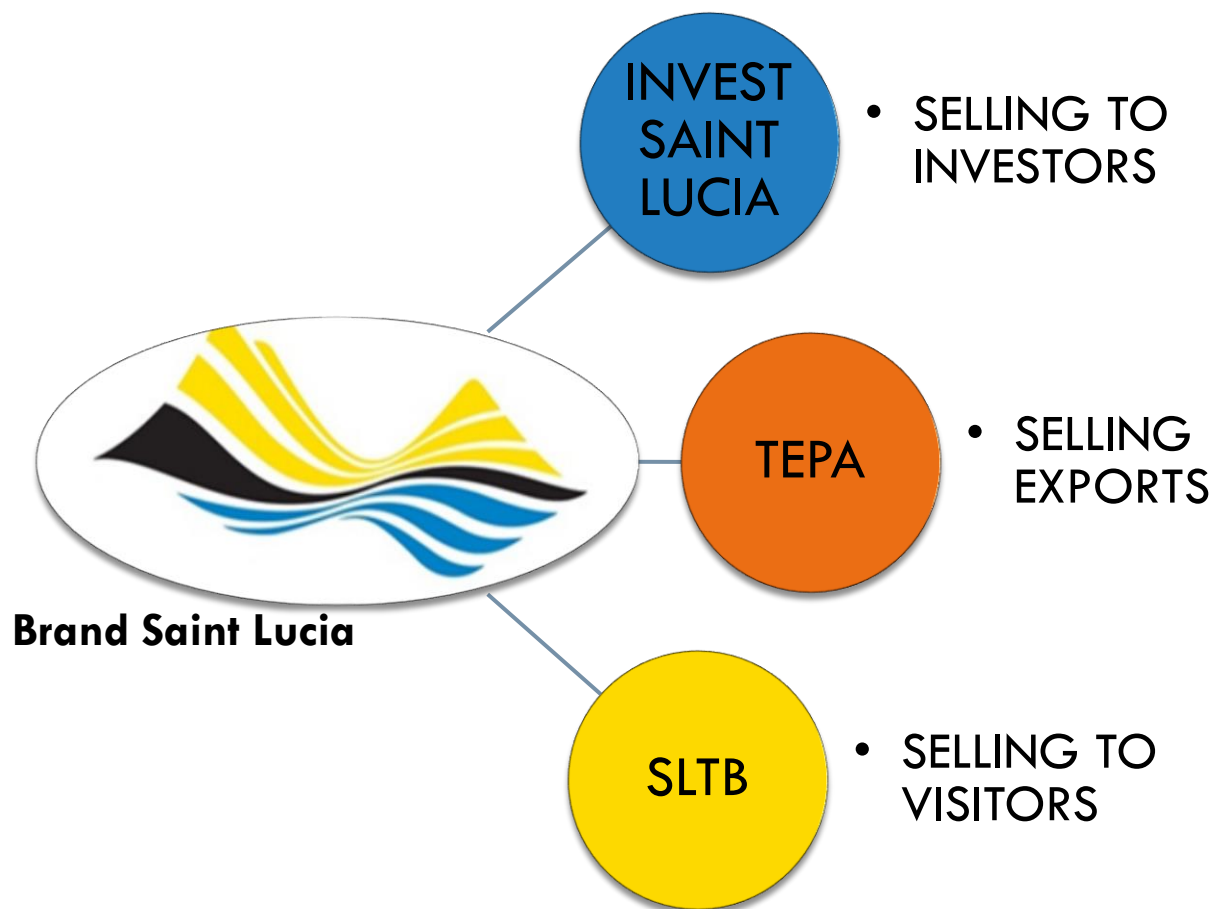 INVEST
SAINT
LUCIA
• SELLING TO
INVESTORS
TEPA
• SELLING
EXPORTS
Brand Saint Lucia
SLTB
• SELLING TO
VISITORS